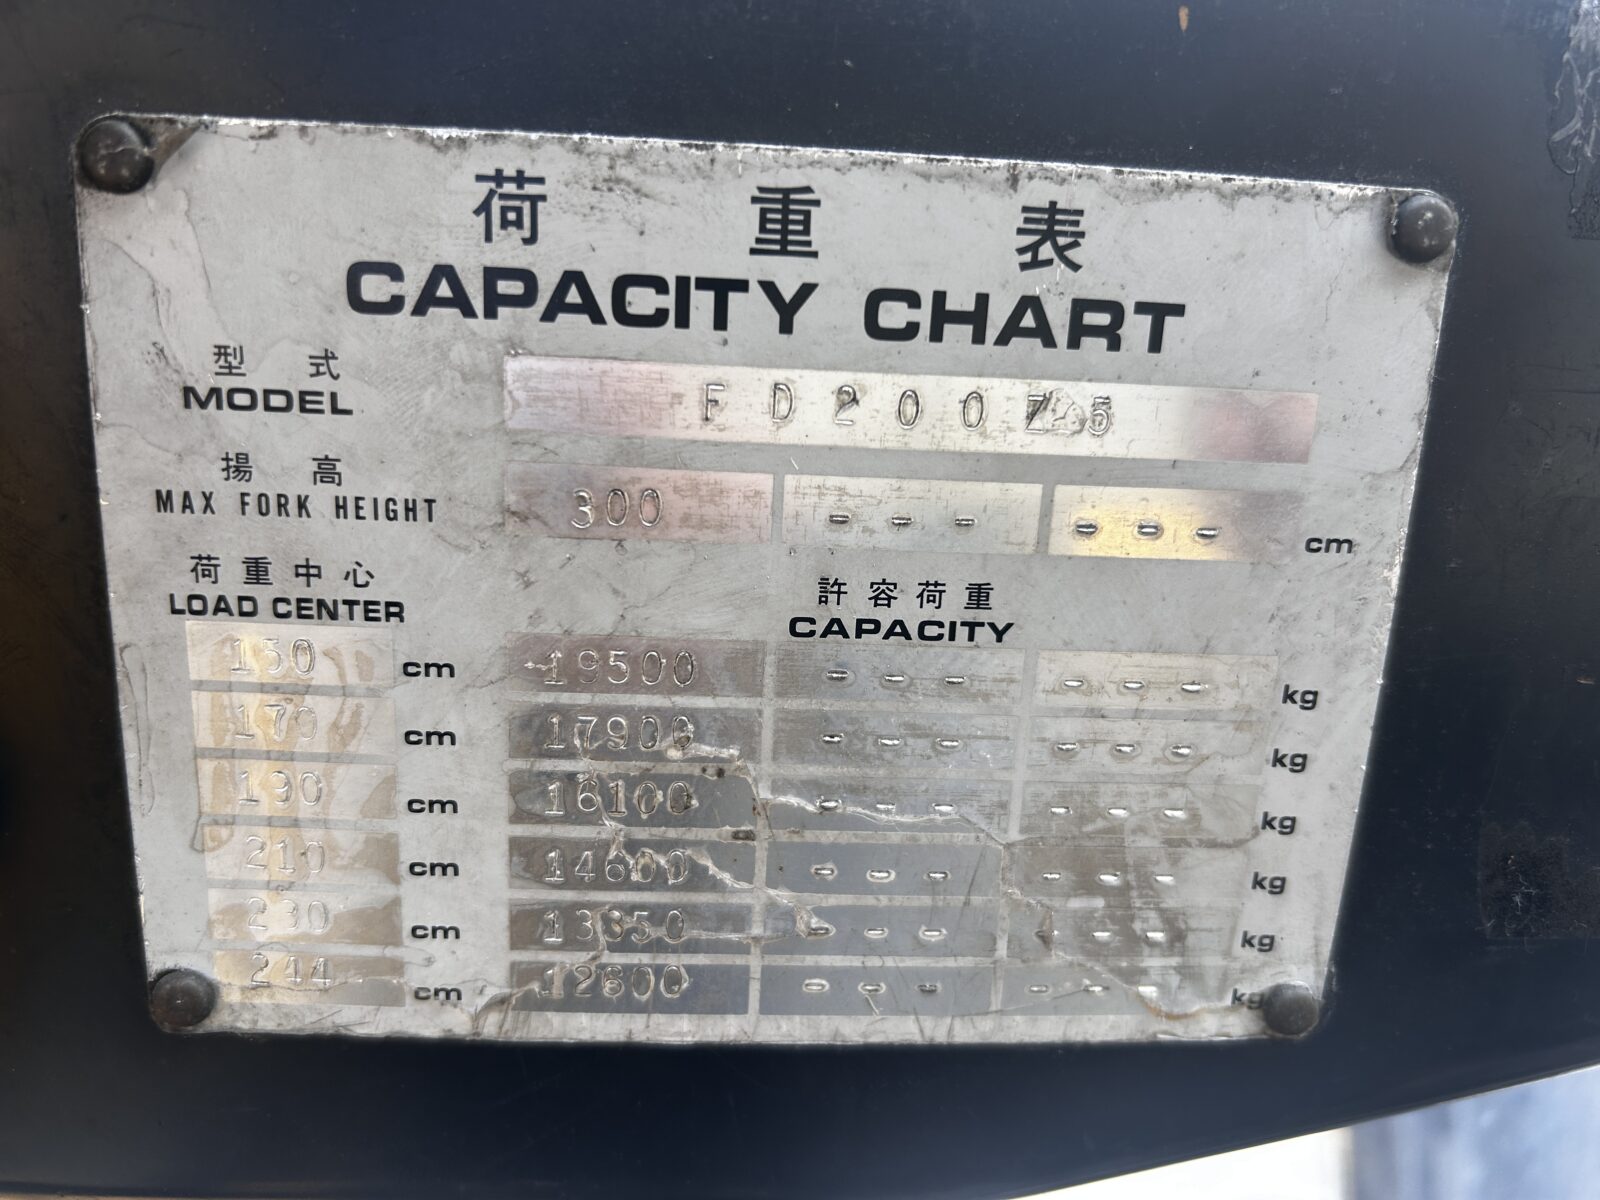 荷重表
CAPACITY CHART
型式
MODEL FD200Z5
揚高
MAX FORK HEIGHT 300 --- --- cm
荷重中心 許容荷重
LOAD CENTER CAPACITY
150 cm 19500 --- --- kg
170 cm 17900 --- --- kg
190 cm 16100 --- --- kg
210 cm 14600 --- --- kg
230 cm 13350 --- --- kg
244 cm 12600 --- --- kg